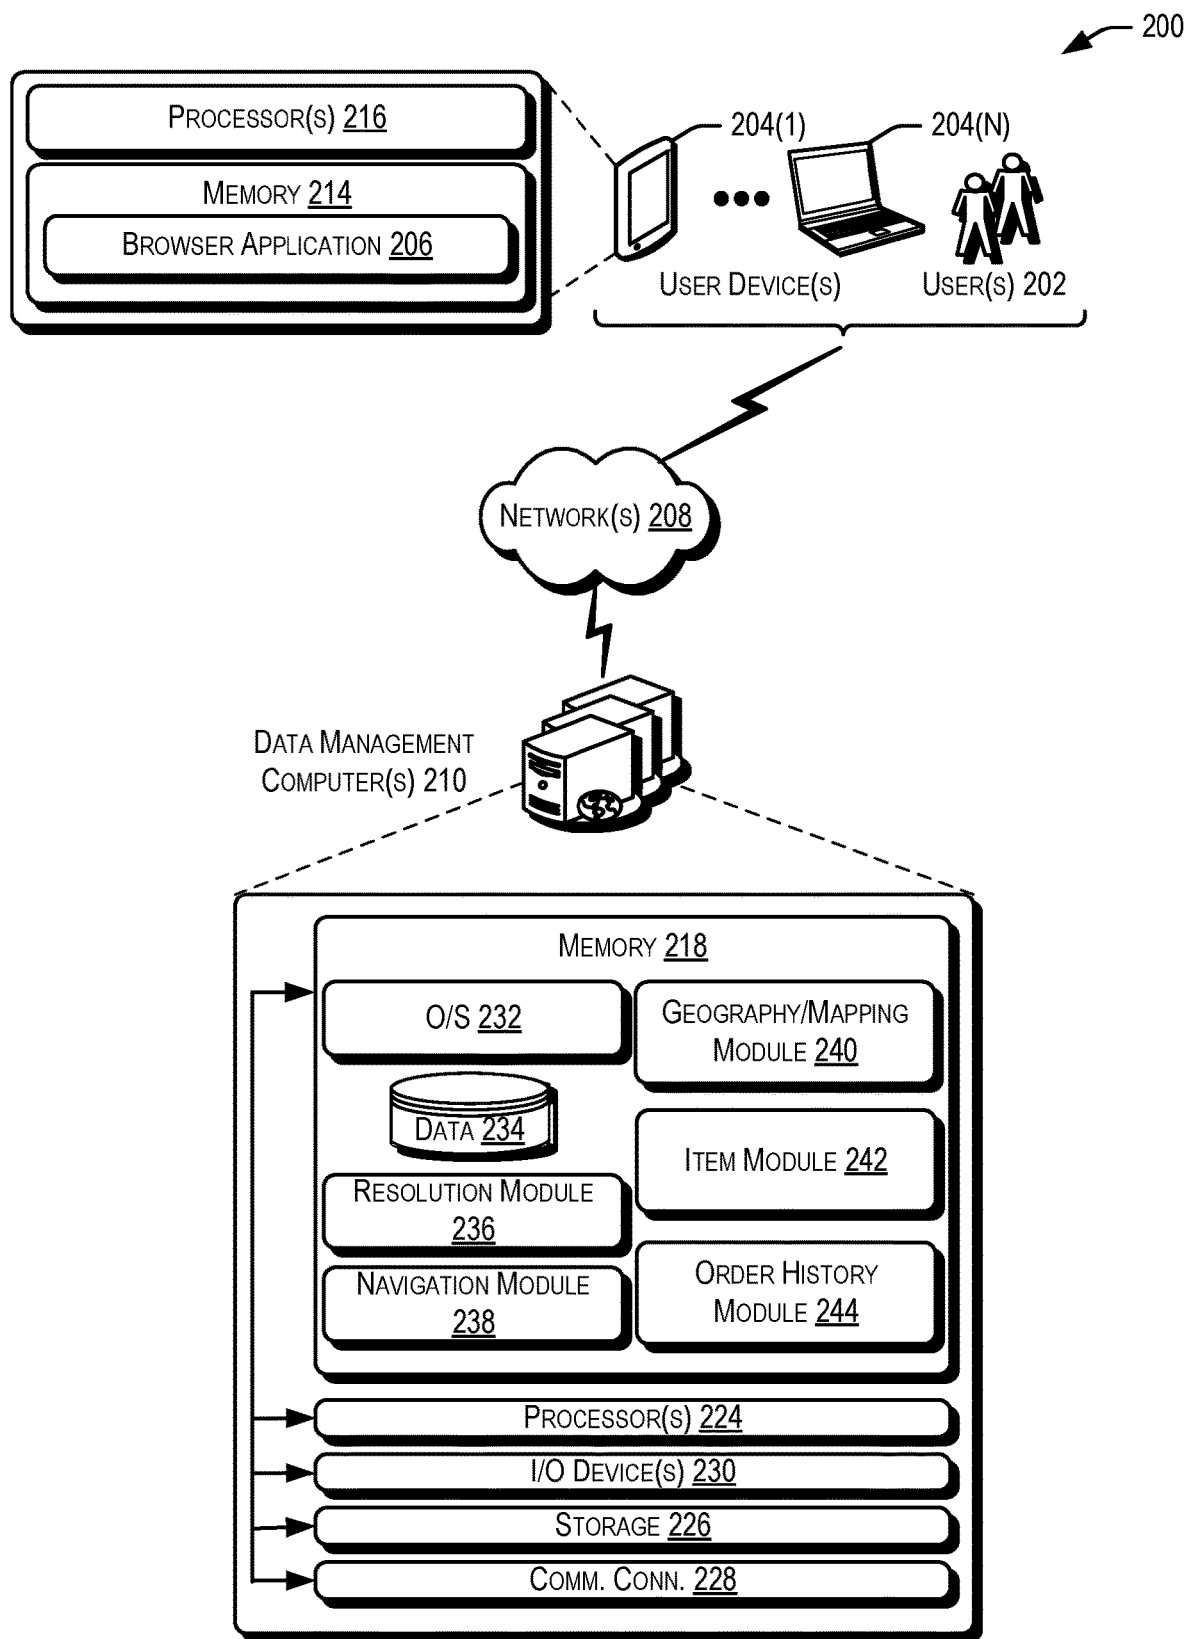 200
PROCESSOR(S) 216
MEMORY 214
BROWSER APPLICATION 206
204(1)
204(N)
USER DEVICE(S)
USER(S) 202
NETWORK(S) 208
DATA MANAGEMENT
COMPUTER(S) 210
MEMORY 218
O/S 232
DATA 234
RESOLUTION MODULE
236
NAVIGATION MODULE
238
GEOGRAPHY/MAPPING
MODULE 240
ITEM MODULE 242
ORDER HISTORY
MODULE 244
PROCESSOR(S) 224
I/O DEVICE(S) 230
STORAGE 226
COMM. CONN. 228